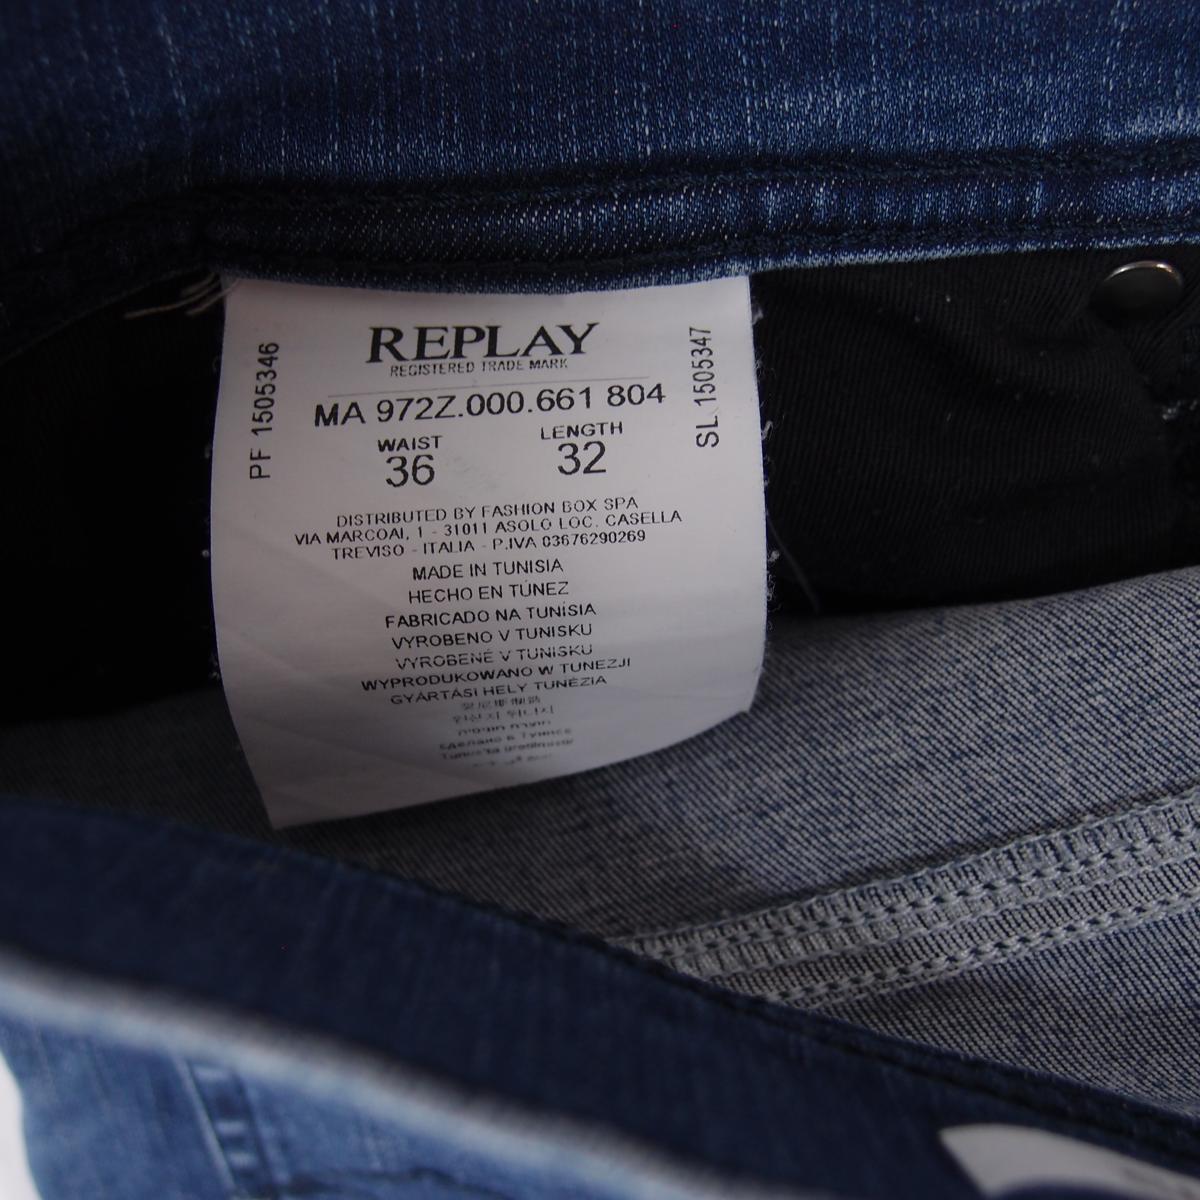 REPLAY
REGISTERED TRADE MARK
PF 1505346
SL 1505347
MA 972Z.000.661 804
WAIST LENGTH
36 32
DISTRIBUTED BY FASHION BOX SPA
VIA MARCOAI, 1 - 31011 ASOLO LOC. CASELLA
TREVISO - ITALIA - P.IVA 03676290269
MADE IN TUNISIA
HECHO EN TÚNEZ
FABRICADO NA TUNÍSIA
VYROBENO V TUNISKU
VYROBENÉ V TUNISKU
WYPRODUKOWANO W TUNEZJI
GYÁRTÁSI HELY TUNÉZIA